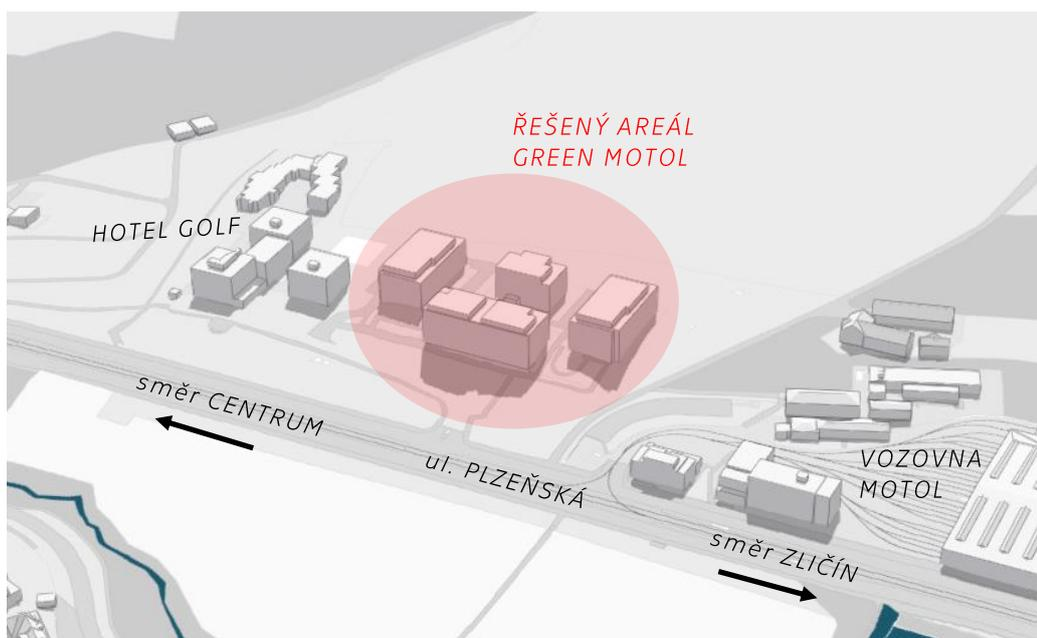 ŘEŠENÝ AREÁL
GREEN MOTOL
HOTEL GOLF
směr CENTRUM
ul. PLZEŇSKÁ
VOZOVNA
MOTOL
směr ZLIČÍN